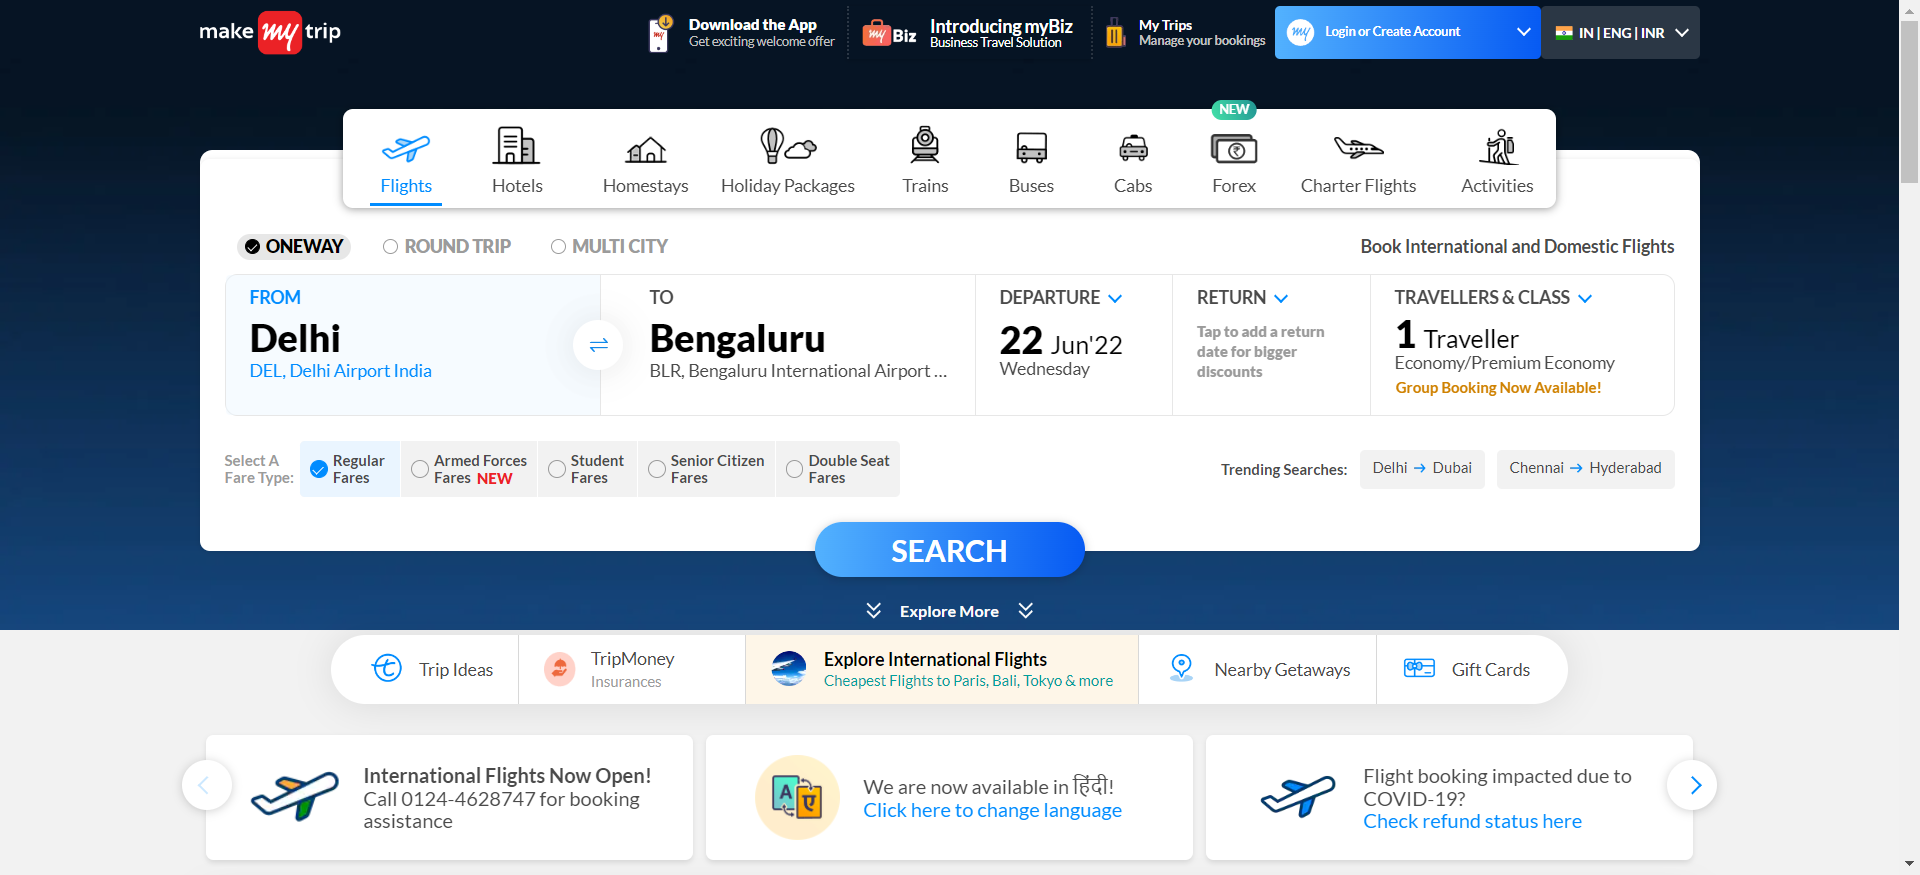 make my trip
Download the App
Get exciting welcome offer
my Biz
Introducing myBiz
Business Travel Solution
My Trips
Manage your bookings
my
Login or Create Account
IN | ENG | INR
NEW
Flights
Hotels
Homestays
Holiday Packages
Trains
Buses
Cabs
Forex
Charter Flights
Activities
ONEWAY
ROUND TRIP
MULTI CITY
Book International and Domestic Flights
FROM
Delhi
DEL, Delhi Airport India
TO
Bengaluru
BLR, Bengaluru International Airport ...
DEPARTURE
22 Jun'22
Wednesday
RETURN
Tap to add a return
date for bigger
discounts
TRAVELLERS & CLASS
1 Traveller
Economy/Premium Economy
Group Booking Now Available!
Select A
Fare Type:
Regular
Fares
Armed Forces
Fares NEW
Student
Fares
Senior Citizen
Fares
Double Seat
Fares
Trending Searches:
Delhi → Dubai
Chennai → Hyderabad
SEARCH
Explore More
Trip Ideas
TripMoney
Insurances
Explore International Flights
Cheapest Flights to Paris, Bali, Tokyo & more
Nearby Getaways
Gift Cards
International Flights Now Open!
Call 0124-4628747 for booking
assistance
A ए
We are now available in हिंदी!
Click here to change language
Flight booking impacted due to
COVID-19?
Check refund status here